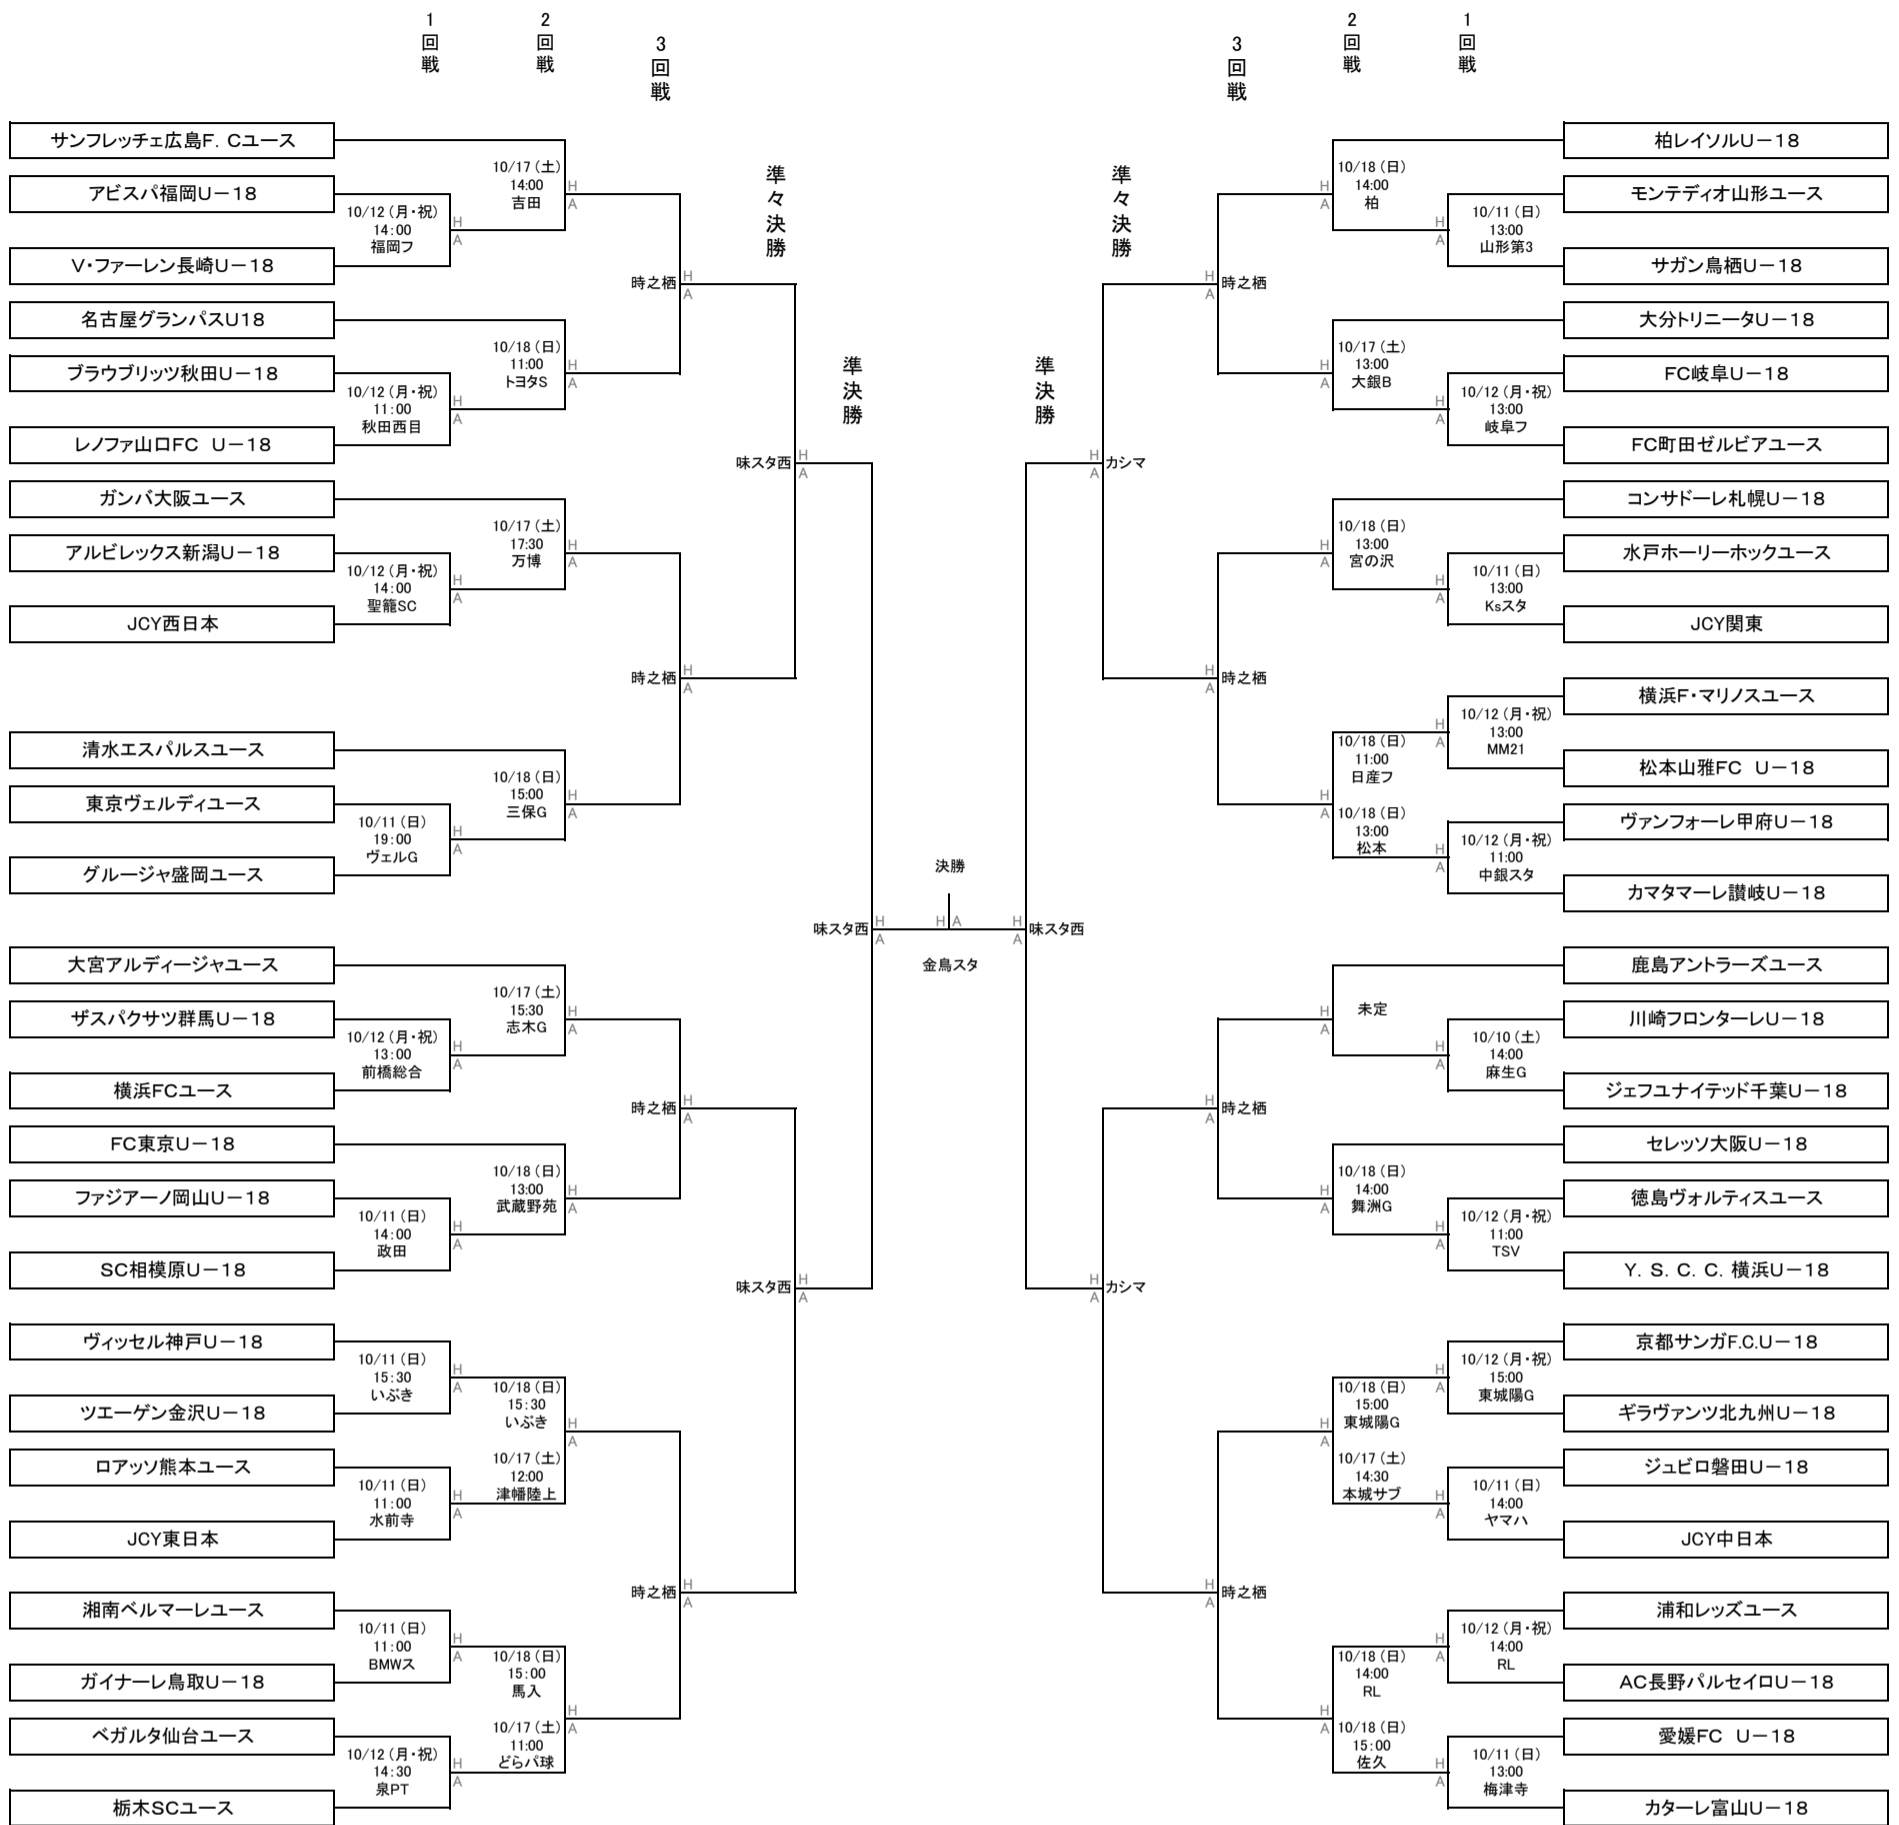 1回戦
2回戦
3回戦
準々決勝
準決勝
サンフレッチェ広島F．Cユース
10/17（土）
14:00
吉田
H
A
アビスパ福岡U－18
10/12（月・祝）
14:00
福岡フ
H
A
V・ファーレン長崎U－18
時之栖
H
A
名古屋グランパスU18
10/18（日）
11:00
トヨタS
H
A
ブラウブリッツ秋田U－18
10/12（月・祝）
11:00
秋田西目
H
A
レノファ山口FC　U－18
味スタ西
H
A
ガンバ大阪ユース
10/17（土）
17:30
万博
H
A
アルビレックス新潟U－18
10/12（月・祝）
14:00
聖籠SC
H
A
JCY西日本
時之栖
H
A
清水エスパルスユース
10/18（日）
15:00
三保G
H
A
東京ヴェルディユース
10/11（日）
19:00
ヴェルG
H
A
グルージャ盛岡ユース
味スタ西
H
A
大宮アルディージャユース
10/17（土）
15:30
志木G
H
A
ザスパクサツ群馬U－18
10/12（月・祝）
13:00
前橋総合
H
A
横浜FCユース
時之栖
H
A
FC東京U－18
10/18（日）
13:00
武蔵野苑
H
A
ファジアーノ岡山U－18
10/11（日）
14:00
政田
H
A
SC相模原U－18
味スタ西
H
A
ヴィッセル神戸U－18
10/11（日）
15:30
いぶき
H
A
ツエーゲン金沢U－18
10/18（日）
15:30
いぶき
H
A
10/17（土）
12:00
津幡陸上
ロアッソ熊本ユース
10/11（日）
11:00
水前寺
H
A
JCY東日本
時之栖
H
A
湘南ベルマーレユース
10/11（日）
11:00
BMWス
H
A
ガイナーレ鳥取U－18
10/18（日）
15:00
馬入
H
A
10/17（土）
11:00
どらパ球
ベガルタ仙台ユース
10/12（月・祝）
14:30
泉PT
H
A
栃木SCユース
決勝
H
A
金鳥スタ
準決勝
準々決勝
3回戦
2回戦
1回戦
柏レイソルU－18
10/18（日）
14:00
柏
H
A
モンテディオ山形ユース
10/11（日）
13:00
山形第3
H
A
サガン鳥栖U－18
H
A
時之栖
大分トリニータU－18
10/17（土）
13:00
大銀B
H
A
FC岐阜U－18
10/12（月・祝）
13:00
岐阜フ
H
A
FC町田ゼルビアユース
H
A
カシマ
コンサドーレ札幌U－18
10/18（日）
13:00
宮の沢
H
A
水戸ホーリーホックユース
10/11（日）
13:00
Ksスタ
H
A
JCY関東
H
A
時之栖
横浜F・マリノスユース
10/12（月・祝）
13:00
MM21
H
A
松本山雅FC　U－18
10/18（日）
11:00
日産フ
H
A
10/18（日）
13:00
松本
ヴァンフォーレ甲府U－18
10/12（月・祝）
11:00
中銀スタ
H
A
カマタマーレ讃岐U－18
H
A
味スタ西
鹿島アントラーズユース
未定
H
A
川崎フロンターレU－18
10/10（土）
14:00
麻生G
H
A
ジェフユナイテッド千葉U－18
H
A
時之栖
セレッソ大阪U－18
10/18（日）
14:00
舞洲G
H
A
徳島ヴォルティスユース
10/12（月・祝）
11:00
TSV
H
A
Y．S．C．C．横浜U－18
H
A
カシマ
京都サンガF.C.U－18
10/12（月・祝）
15:00
東城陽G
H
A
ギラヴァンツ北九州U－18
10/18（日）
15:00
東城陽G
H
A
10/17（土）
14:30
本城サブ
ジュビロ磐田U－18
10/11（日）
14:00
ヤマハ
H
A
JCY中日本
H
A
時之栖
浦和レッズユース
10/12（月・祝）
14:00
RL
H
A
AC長野パルセイロU－18
10/18（日）
14:00
RL
H
A
10/18（日）
15:00
佐久
愛媛FC　U－18
10/11（日）
13:00
梅津寺
H
A
カターレ富山U－18